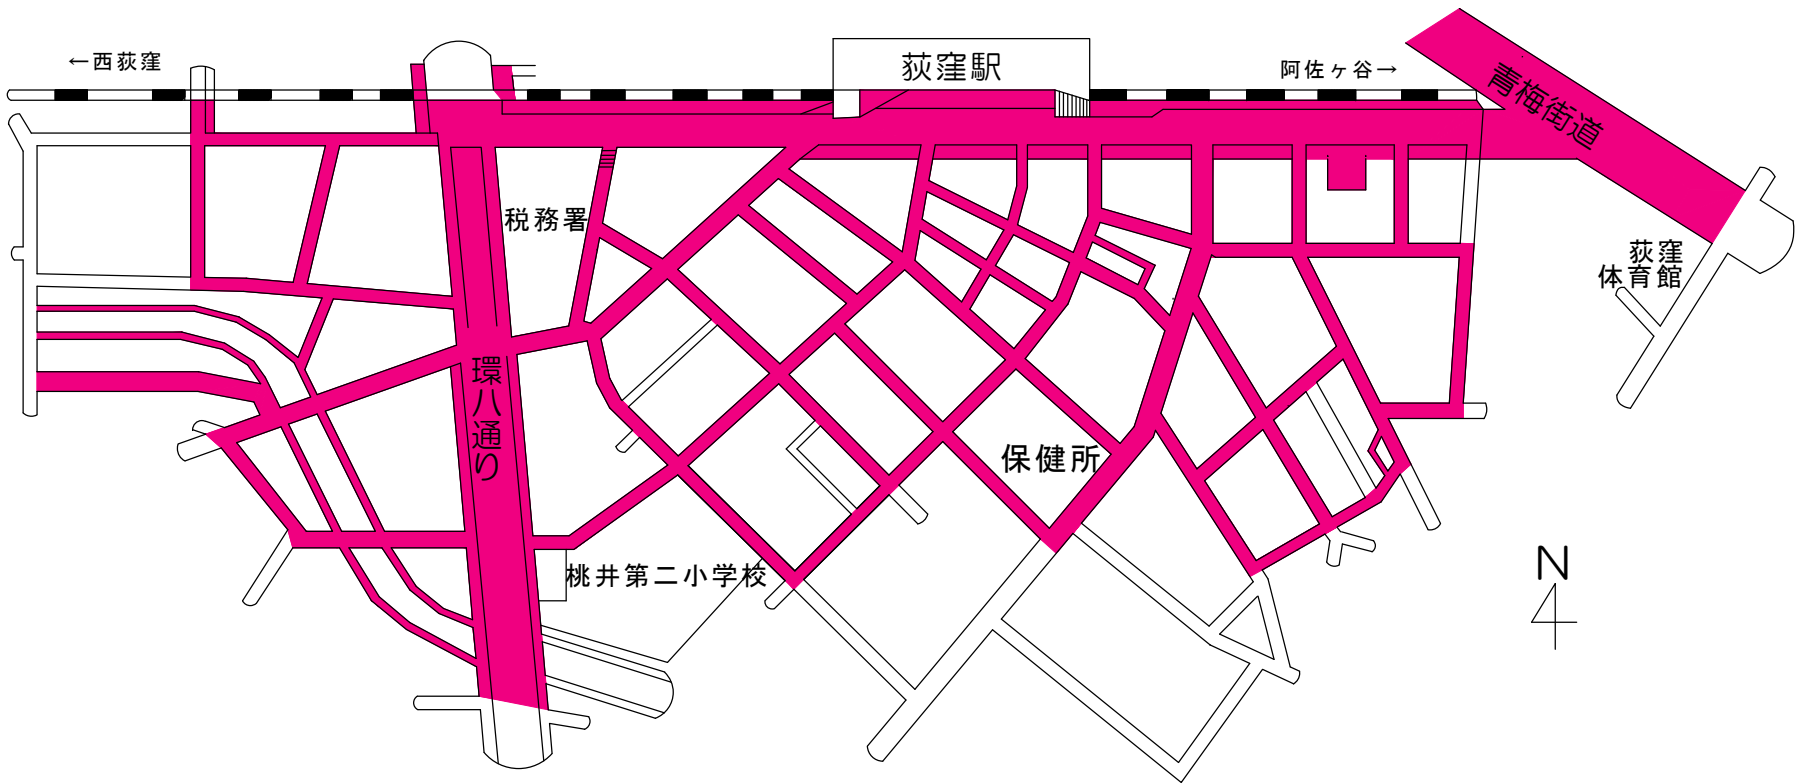 ←西荻窪
荻窪駅
阿佐ヶ谷→
青梅街道
税務署
荻窪
体育館
環八通り
保健所
桃井第二小学校
N